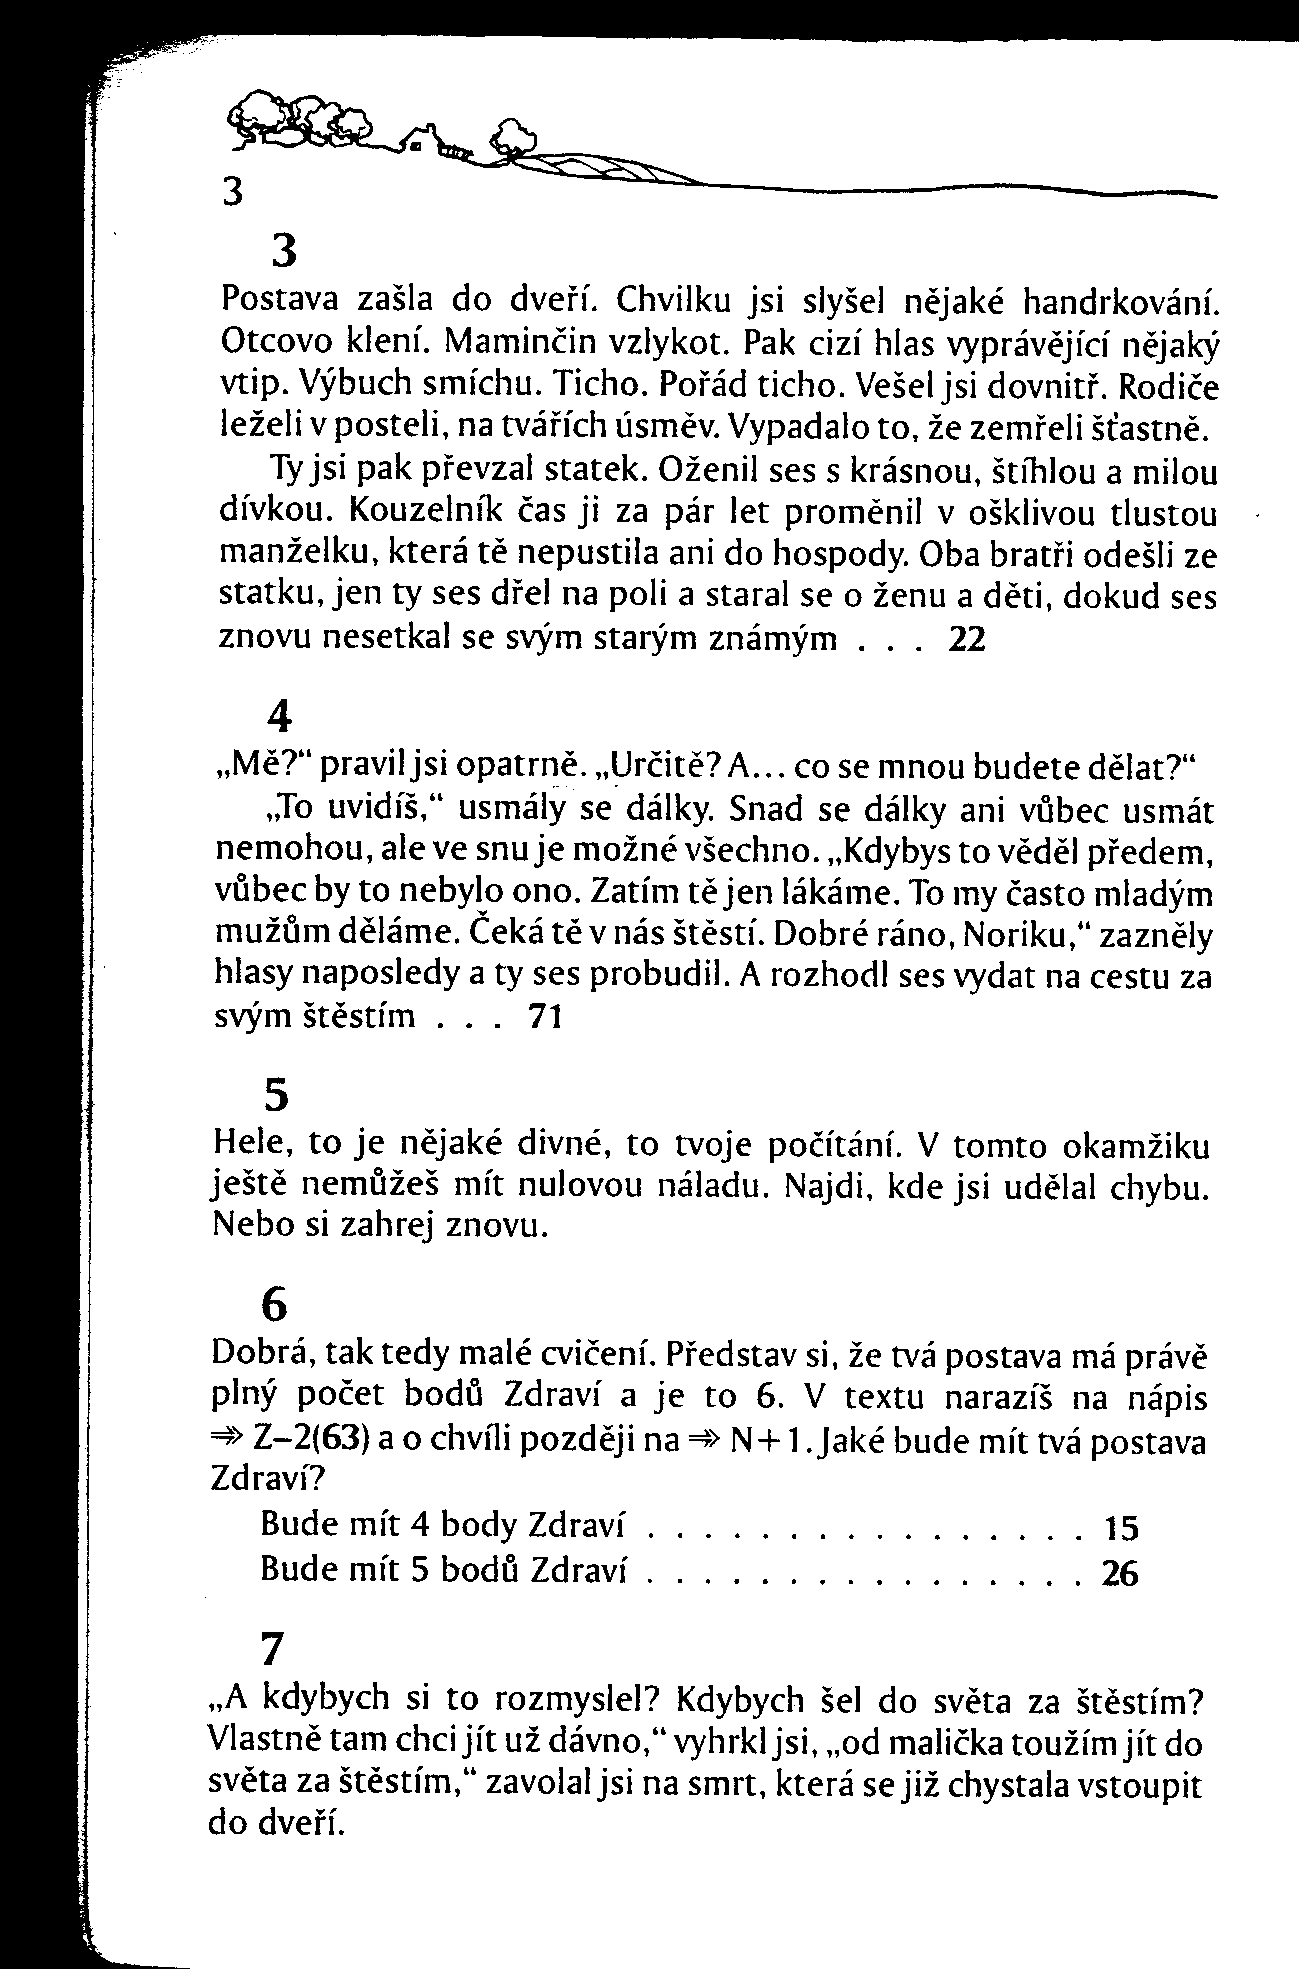 3
3
Postava zašla do dveří. Chvilku jsi slyšel nějaké handrkování.
Otcovo klení. Maminčin vzlykot. Pak cizí hlas vyprávějící nějaký
vtip. Výbuch smíchu. Ticho. Pořád ticho. Vešel jsi dovnitř. Rodiče
leželi v posteli, na tvářích úsměv. Vypadalo to, že zemřeli šťastně.
Ty jsi pak převzal statek. Oženil ses s krásnou, štíhlou a milou
dívkou. Kouzelník čas ji za pár let proměnil v ošklivou tlustou
manželku, která tě nepustila ani do hospody. Oba bratři odešli ze
statku, jen ty ses dřel na poli a staral se o ženu a děti, dokud ses
znovu nesetkal se svým starým známým . . . 22
4
„Mě?“ pravil jsi opatrně. „Určitě? A... co se mnou budete dělat?“
„To uvidíš,“ usmály se dálky. Snad se dálky ani vůbec usmát
nemohou, ale ve snu je možné všechno. „Kdybys to věděl předem,
vůbec by to nebylo ono. Zatím tě jen lákáme. To my často mladým
mužům děláme. Čeká tě v nás štěstí. Dobré ráno, Noriku,“ zazněly
hlasy naposledy a ty ses probudil. A rozhodl ses vydat na cestu za
svým štěstím . . . 71
5
Hele, to je nějaké divné, to tvoje počítání. V tomto okamžiku
ještě nemůžeš mít nulovou náladu. Najdi, kde jsi udělal chybu.
Nebo si zahrej znovu.
6
Dobrá, tak tedy malé cvičení. Představ si, že tvá postava má právě
plný počet bodů Zdraví a je to 6. V textu narazíš na nápis
⇒ Z–2(63) a o chvíli později na ⇒ N+1. Jaké bude mít tvá postava
Zdraví?
Bude mít 4 body Zdraví . . . . . . . . . . . . . . . . 15
Bude mít 5 bodů Zdraví . . . . . . . . . . . . . . . . 26
7
„A kdybych si to rozmyslel? Kdybych šel do světa za štěstím?
Vlastně tam chci jít už dávno,“ vyhrkl jsi, „od malička toužím jít do
světa za štěstím,“ zavolal jsi na smrt, která se již chystala vstoupit
do dveří.